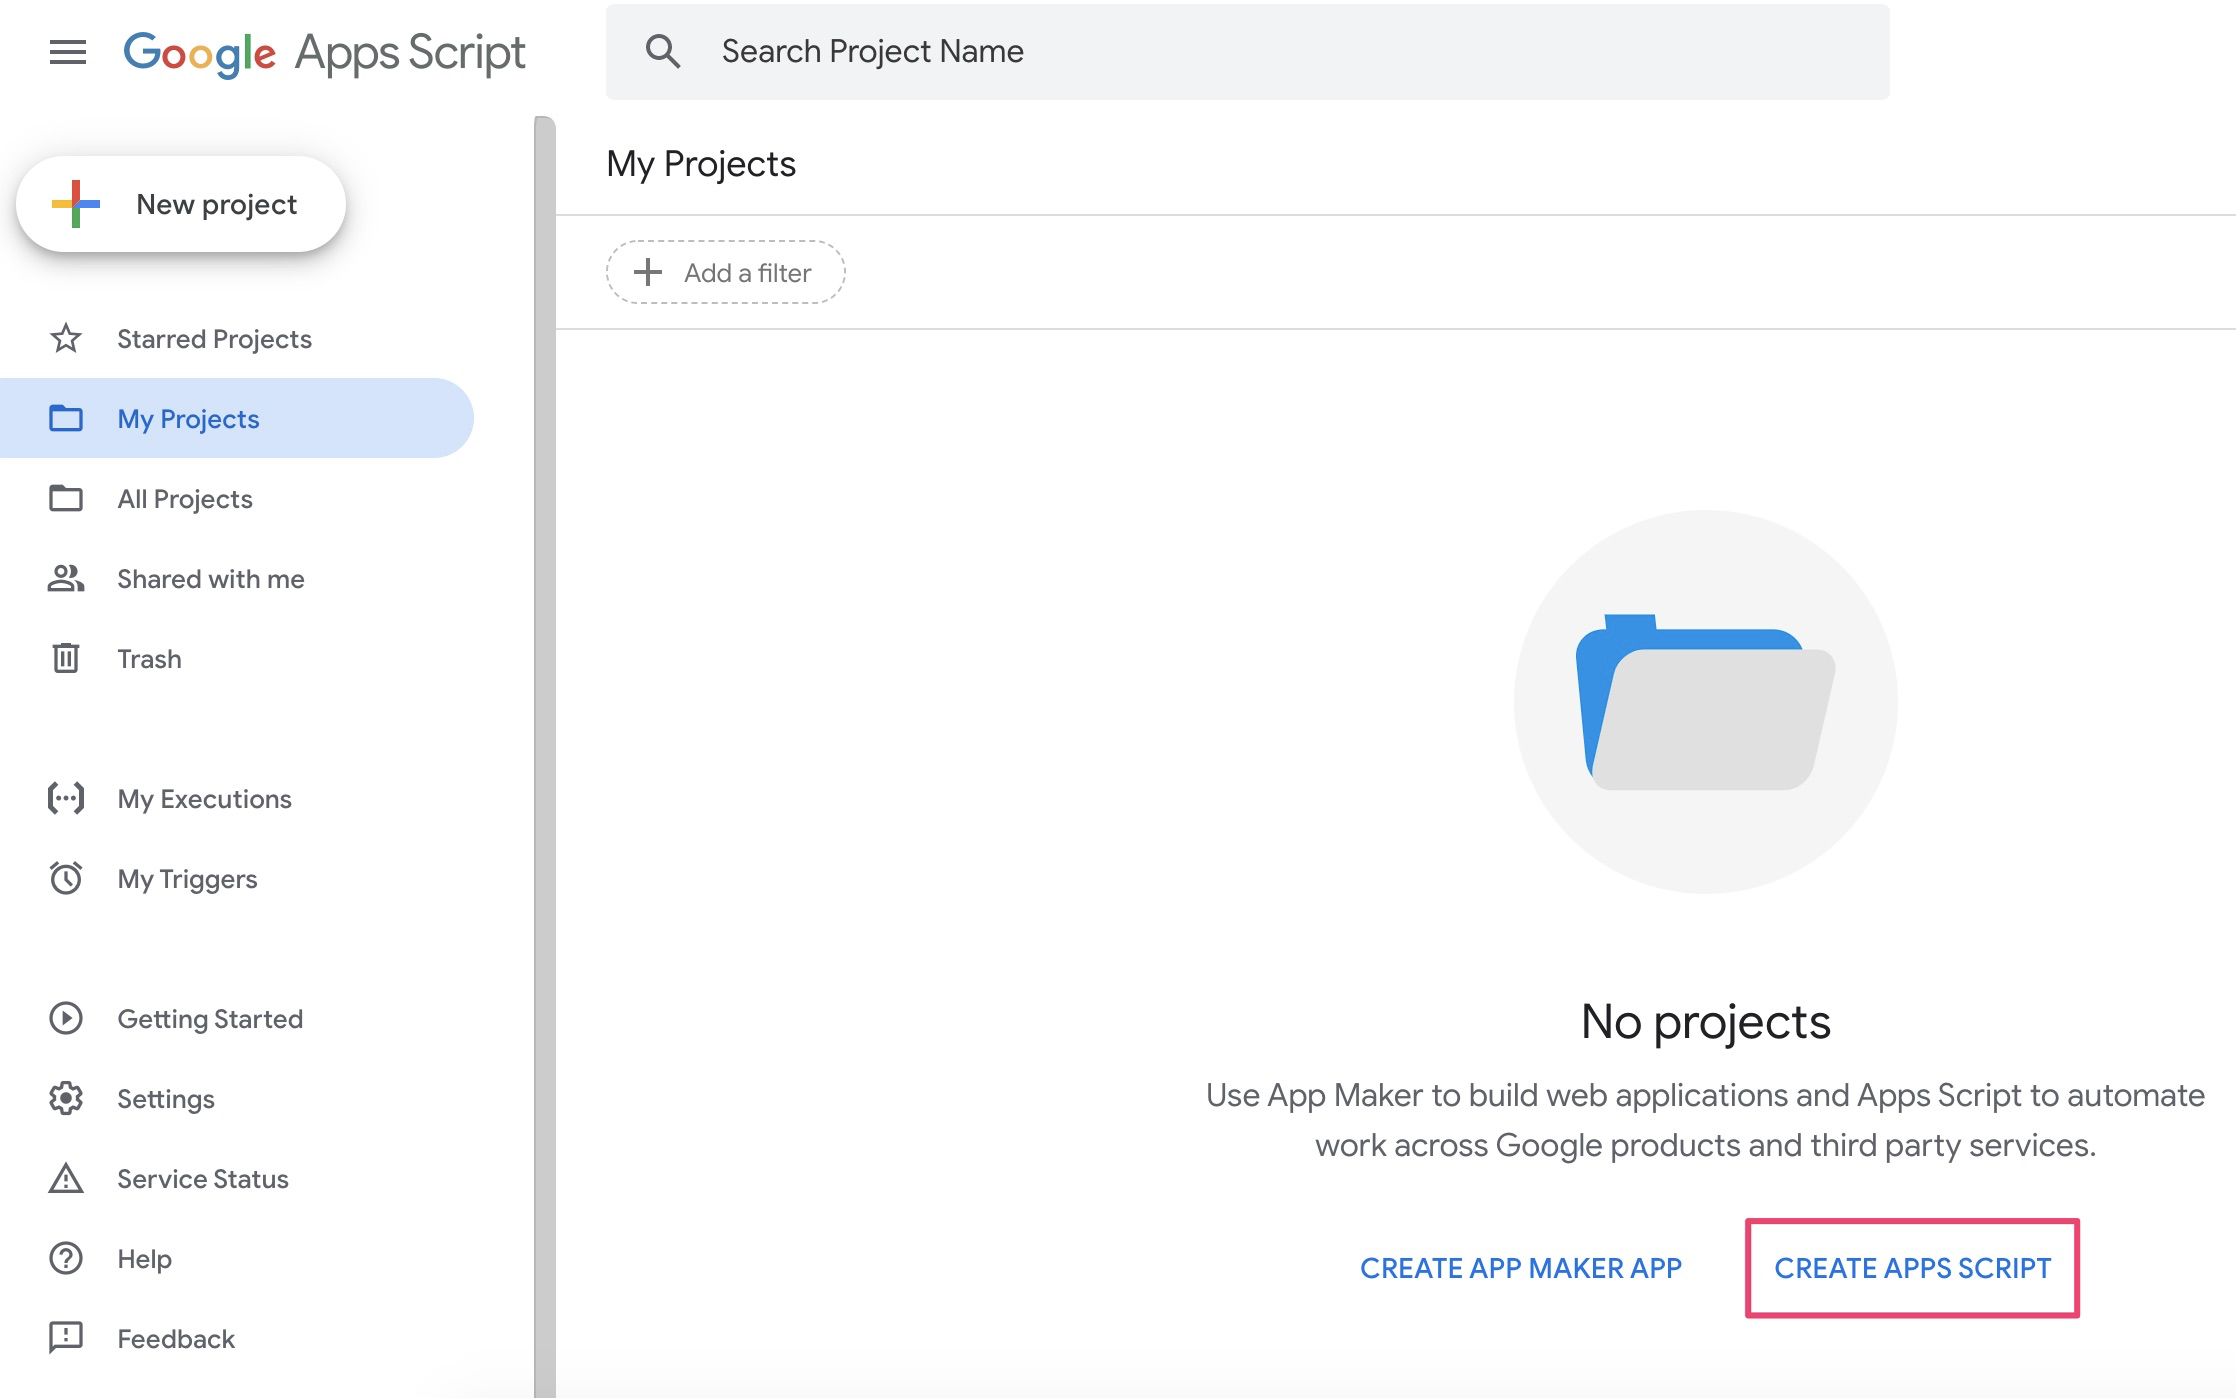 Google Apps Script
Search Project Name
New project
Starred Projects
My Projects
All Projects
Shared with me
Trash
My Executions
My Triggers
Getting Started
Settings
Service Status
Help
Feedback
My Projects
Add a filter
No projects
Use App Maker to build web applications and Apps Script to automate
work across Google products and third party services.
CREATE APP MAKER APP
CREATE APPS SCRIPT